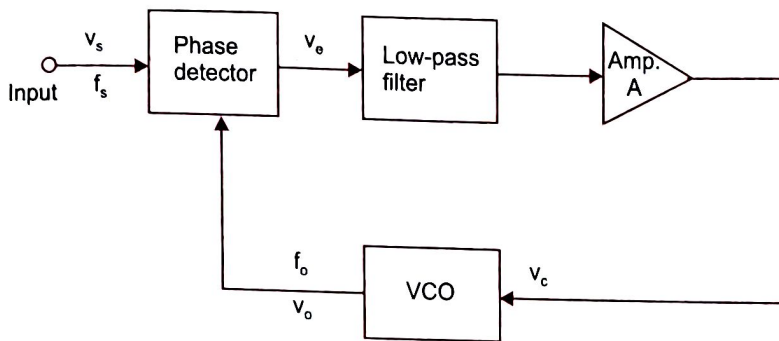 v_s
f_s
Input
Phase
detector
v_e
Low-pass
filter
Amp.
A
f_o
v_o
VCO
v_c